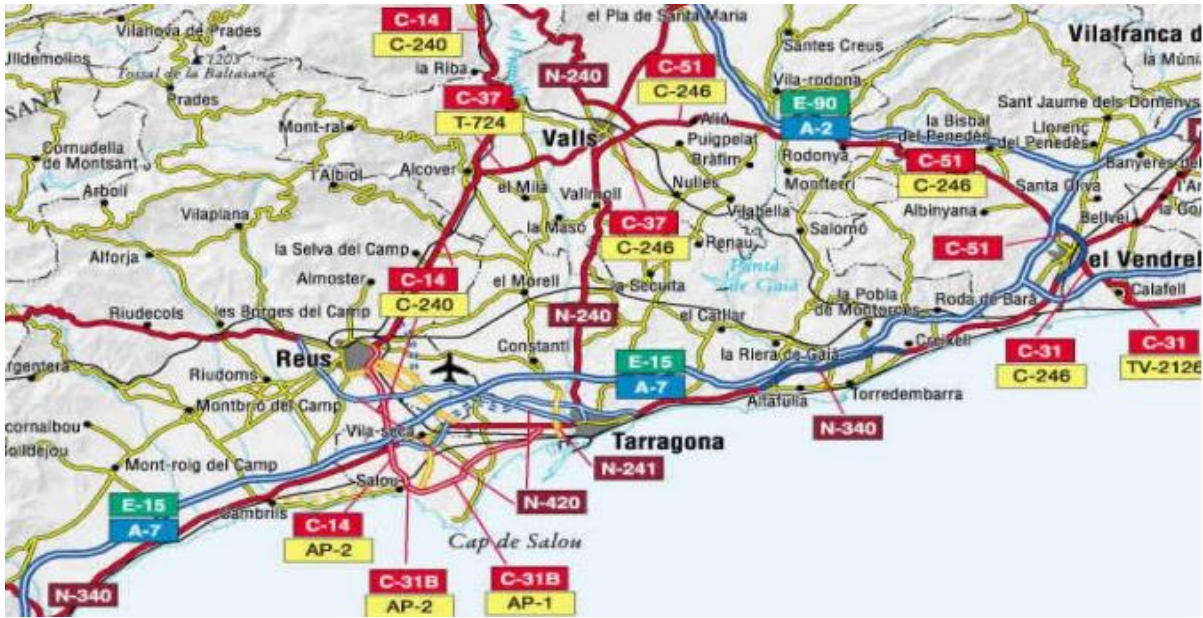 C-14
C-240
el Pla de Santa Maria
Vilanova de Prades
Ulldemolins
1203
Tossal de la Baltasana
la Riba
Santes Creus
Vilafranca d
la Múni
N-240
C-51
C-246
Vila-rodona
SANT
Prades
C-37
T-724
E-90
A-2
Sant Jaume dels Domenys
Mont-ral
Valls
Alió
la Bisbal
del Penedès
Llorenç
del Penedès
Cornudella
de Montsant
Puigpelat
Bràfim
Rodonyà
C-51
C-246
Banyeres del
l'Albiol
Alcover
el Milà
Vallmoll
Nulles
Montferri
Santa Oliva
Arbolí
Vilaplana
la Masó
Vilabella
Albinyana
Bellvei
C-37
C-246
Renau
Salomó
C-51
Alforja
la Selva del Camp
Almoster
C-14
C-240
el Morell
la Secuita
Pantà
de Gaià
el Vendrel
Calafell
Riudecols
les Borges del Camp
N-240
el Catllar
la Pobla
de Montornès
Roda de Barà
Reus
Constantí
E-15
A-7
la Riera de Gaià
Creixell
C-31
C-246
C-31
TV-2126
Riudoms
Montbrió del Camp
Altafulla
Torredembarra
Vila-seca
Tarragona
N-340
Mont-roig del Camp
N-241
Salou
N-420
E-15
A-7
Cambrils
C-14
AP-2
Cap de Salou
N-340
C-31B
AP-2
C-31B
AP-1